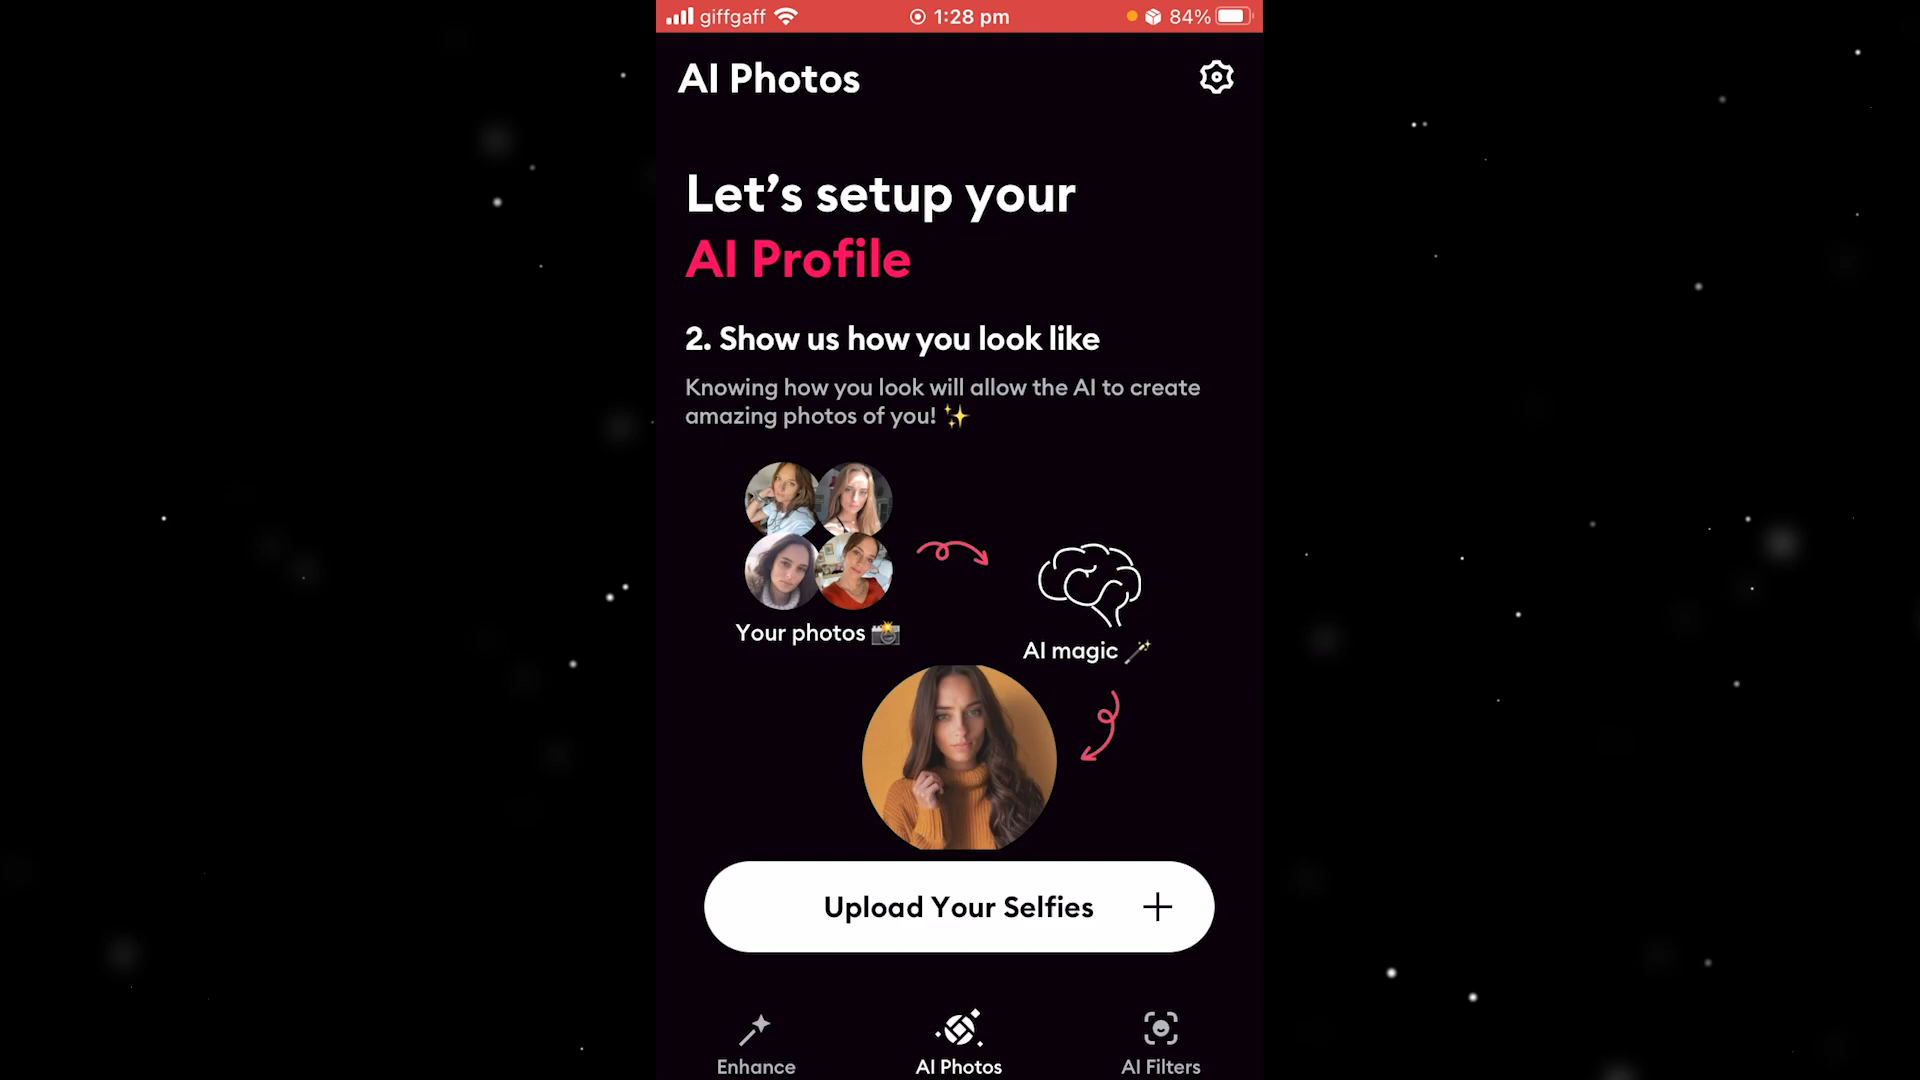 giffgaff 1:28 pm 84%
AI Photos
Let’s setup your
AI Profile
2. Show us how you look like
Knowing how you look will allow the AI to create
amazing photos of you! ✨
Your photos 📸
AI magic 🪄
Upload Your Selfies +
Enhance AI Photos AI Filters